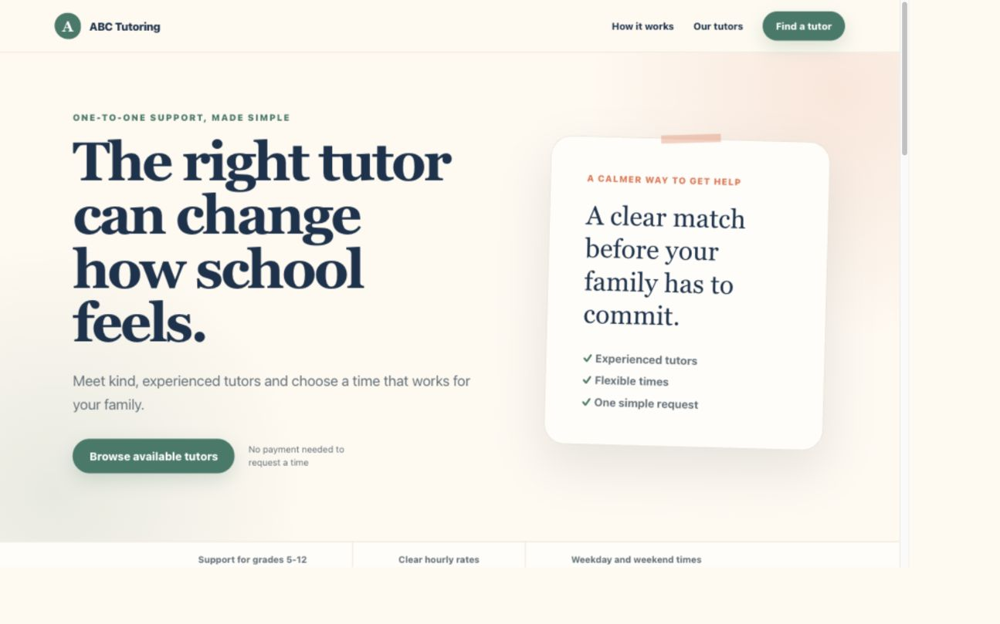 A ABC Tutoring
How it works Our tutors Find a tutor
ONE-TO-ONE SUPPORT, MADE SIMPLE
The right tutor
can change
how school
feels.
Meet kind, experienced tutors and choose a time that works for
your family.
Browse available tutors
No payment needed to
request a time
A CALMER WAY TO GET HELP
A clear match
before your
family has to
commit.
✓ Experienced tutors
✓ Flexible times
✓ One simple request
Support for grades 5-12
Clear hourly rates
Weekday and weekend times